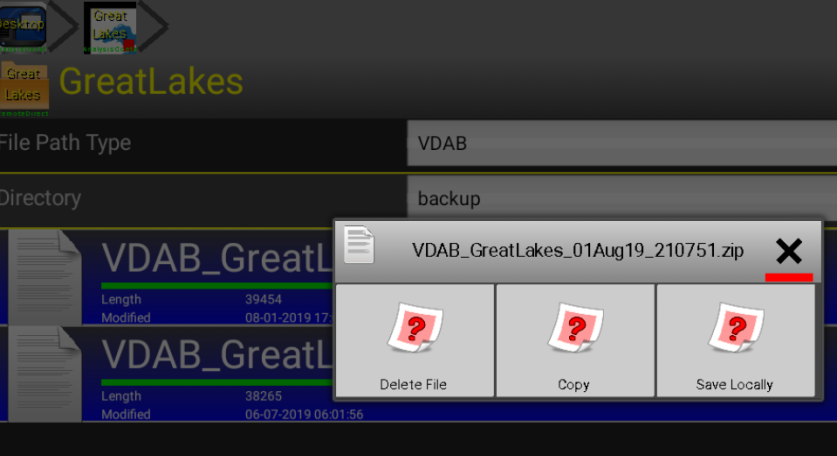 Desktop
Great
Lakes
Great
Lakes
GreatLakes
File Path Type
VDAB
Directory
backup
VDAB_GreatLakes_01Aug19_210751.zip
VDAB_GreatL
Length 39454
Modified 08-01-2019 17:
Delete File
Copy
Save Locally
VDAB_GreatL
Length 38265
Modified 06-07-2019 06:01:56